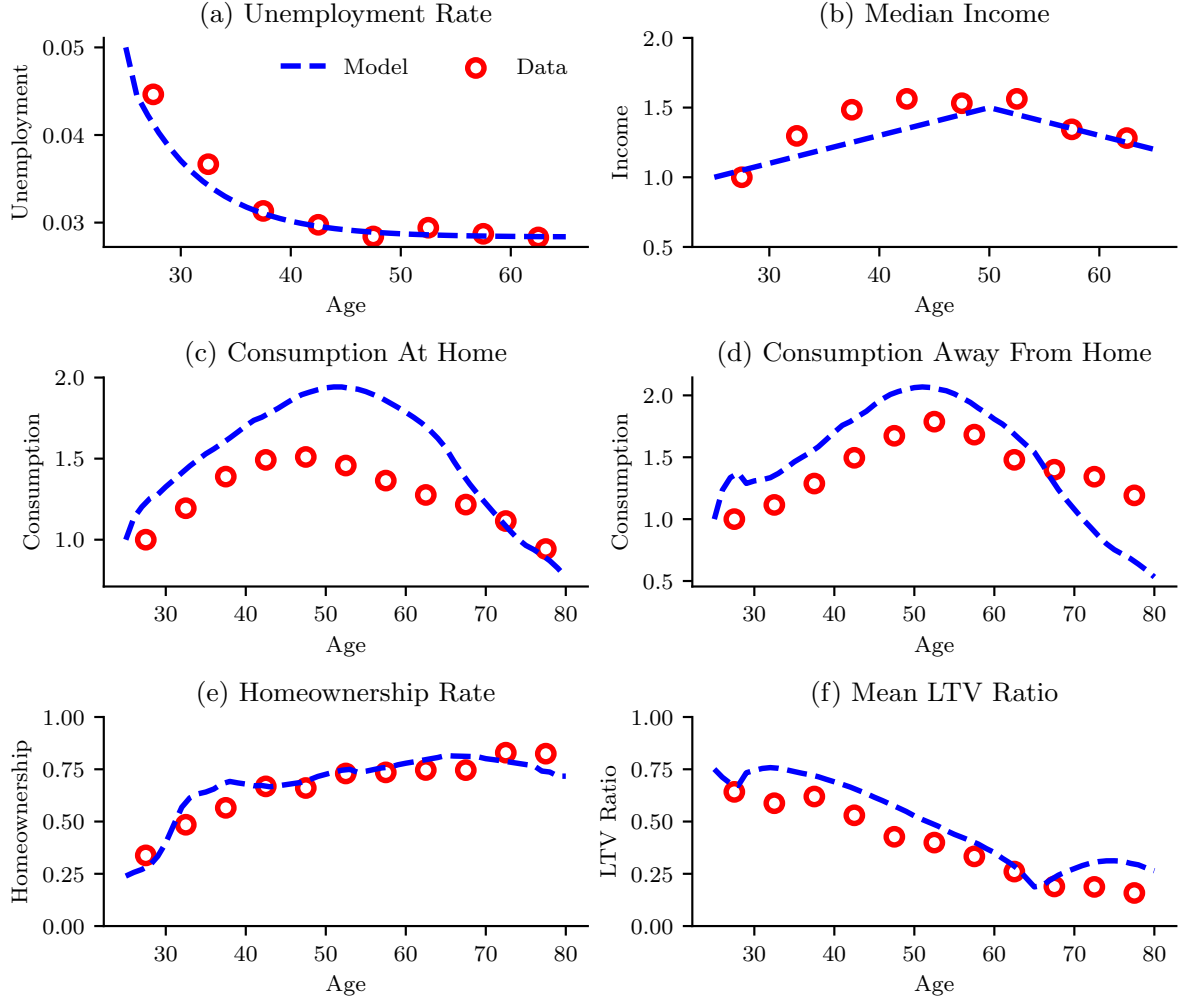 (a) Unemployment Rate
0.05
0.04
0.03
Unemployment
Model
Data
30 40 50 60
Age
(b) Median Income
2.0
1.5
1.0
0.5
Income
30 40 50 60
Age
(c) Consumption At Home
2.0
1.5
1.0
Consumption
30 40 50 60 70 80
Age
(d) Consumption Away From Home
2.0
1.5
1.0
0.5
Consumption
30 40 50 60 70 80
Age
(e) Homeownership Rate
1.00
0.75
0.50
0.25
0.00
Homeownership
30 40 50 60 70 80
Age
(f) Mean LTV Ratio
1.00
0.75
0.50
0.25
0.00
LTV Ratio
30 40 50 60 70 80
Age